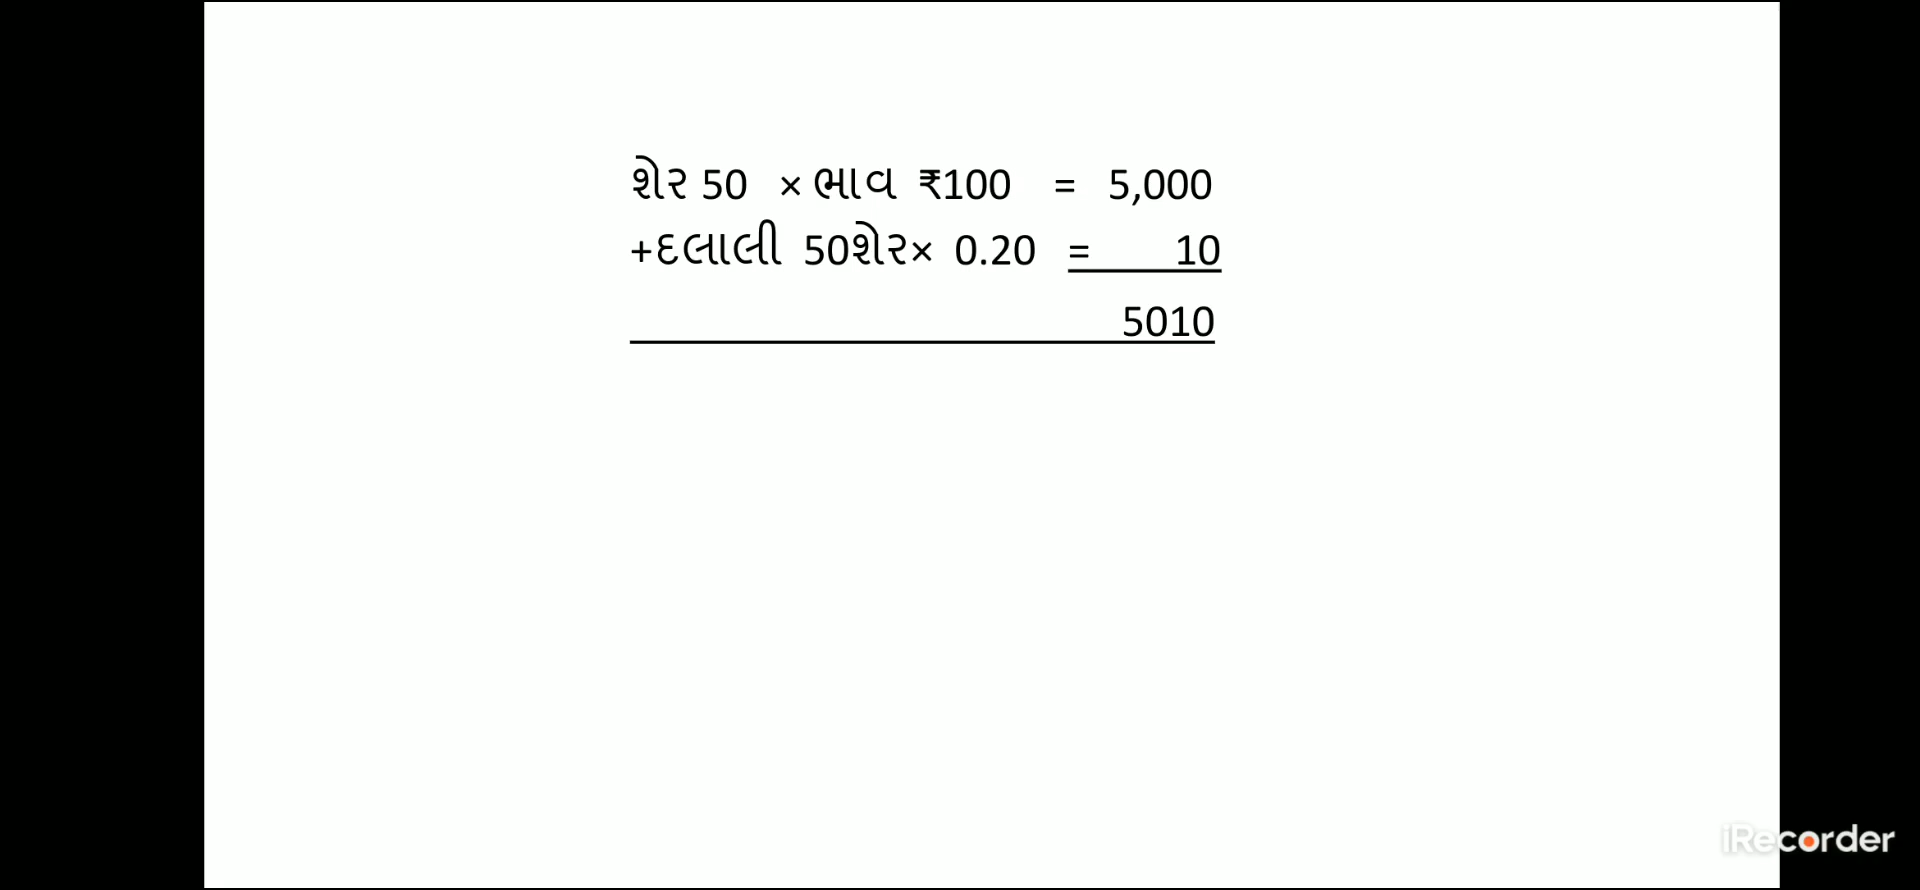 શેર 50 × ભાવ ₹100 = 5,000
+દલાલી 50શેર× 0.20 = 10
5010
iRecorder